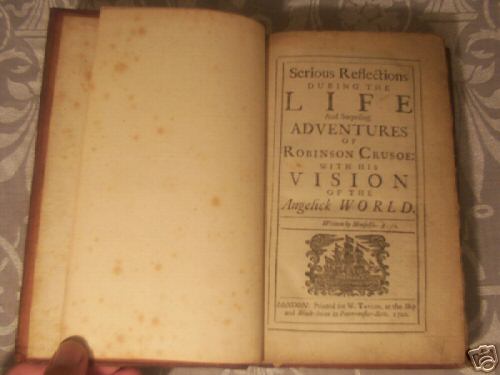 Serious Reflections
DURING THE
LIFE
And Surprising
ADVENTURES
OF
ROBINSON CRUSOE:
WITH HIS
VISION
OF THE
Angelick WORLD.
Written by Himself.
LONDON: Printed for W. TAYLOR, at the Ship
and Black-Swan in Pater-noster-Row. 1720.